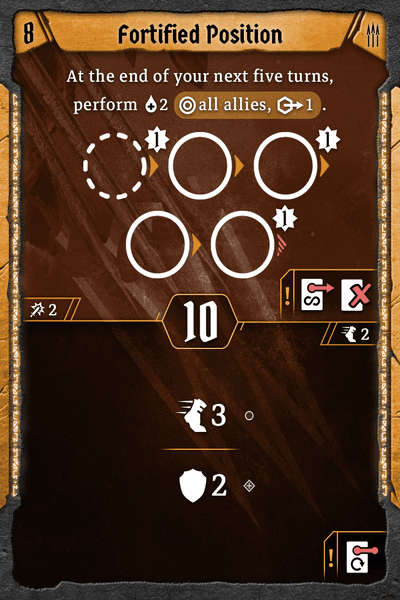 8
Fortified Position
At the end of your next five turns,
perform 2 all allies, 1.
1 1
1
! S
2
10
2
3
2
!